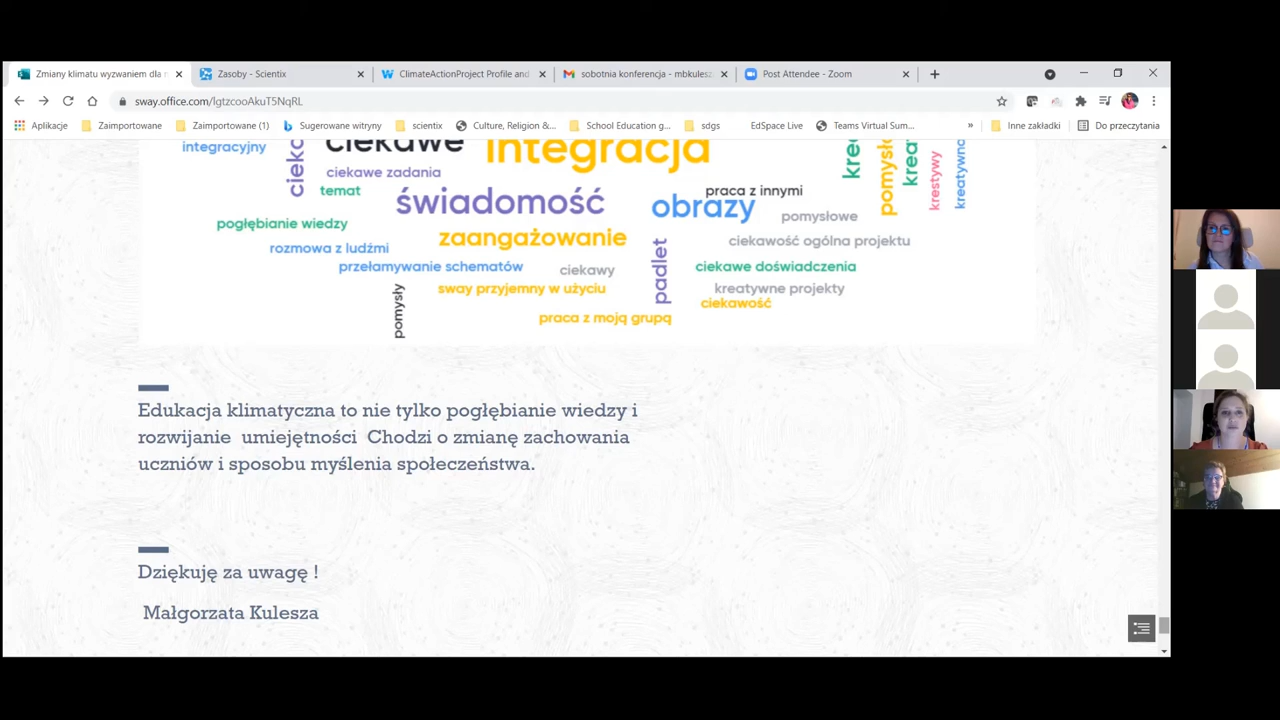 Zmiany klimatu wyzwaniem dla
Zasoby - Scientix
ClimateActionProject Profile and
sobotnia konferencja - mbkulesz
Post Attendee - Zoom
sway.office.com/lgtzcooAkuT5NqRL
Aplikacje
Zaimportowane
Zaimportowane (1)
Sugerowane witryny
scientix
Culture, Religion &...
School Education g...
sdgs
EdSpace Live
Teams Virtual Sum...
»
Inne zakładki
Do przeczytania
integracyjny
ciekawe
integracja
ciekawe zadania
temat
świadomość
obrazy
praca z innymi
pomysłowe
pogłębianie wiedzy
zaangażowanie
ciekawość ogólna projektu
rozmowa z ludźmi
przełamywanie schematów
ciekawy
padlet
ciekawe doświadczenia
sway przyjemny w użyciu
kreatywne projekty
ciekawość
pomysły
praca z moją grupą
krestywy
Edukacja klimatyczna to nie tylko pogłębianie wiedzy i
rozwijanie umiejętności Chodzi o zmianę zachowania
uczniów i sposobu myślenia społeczeństwa.
Dziękuję za uwagę !
Małgorzata Kulesza